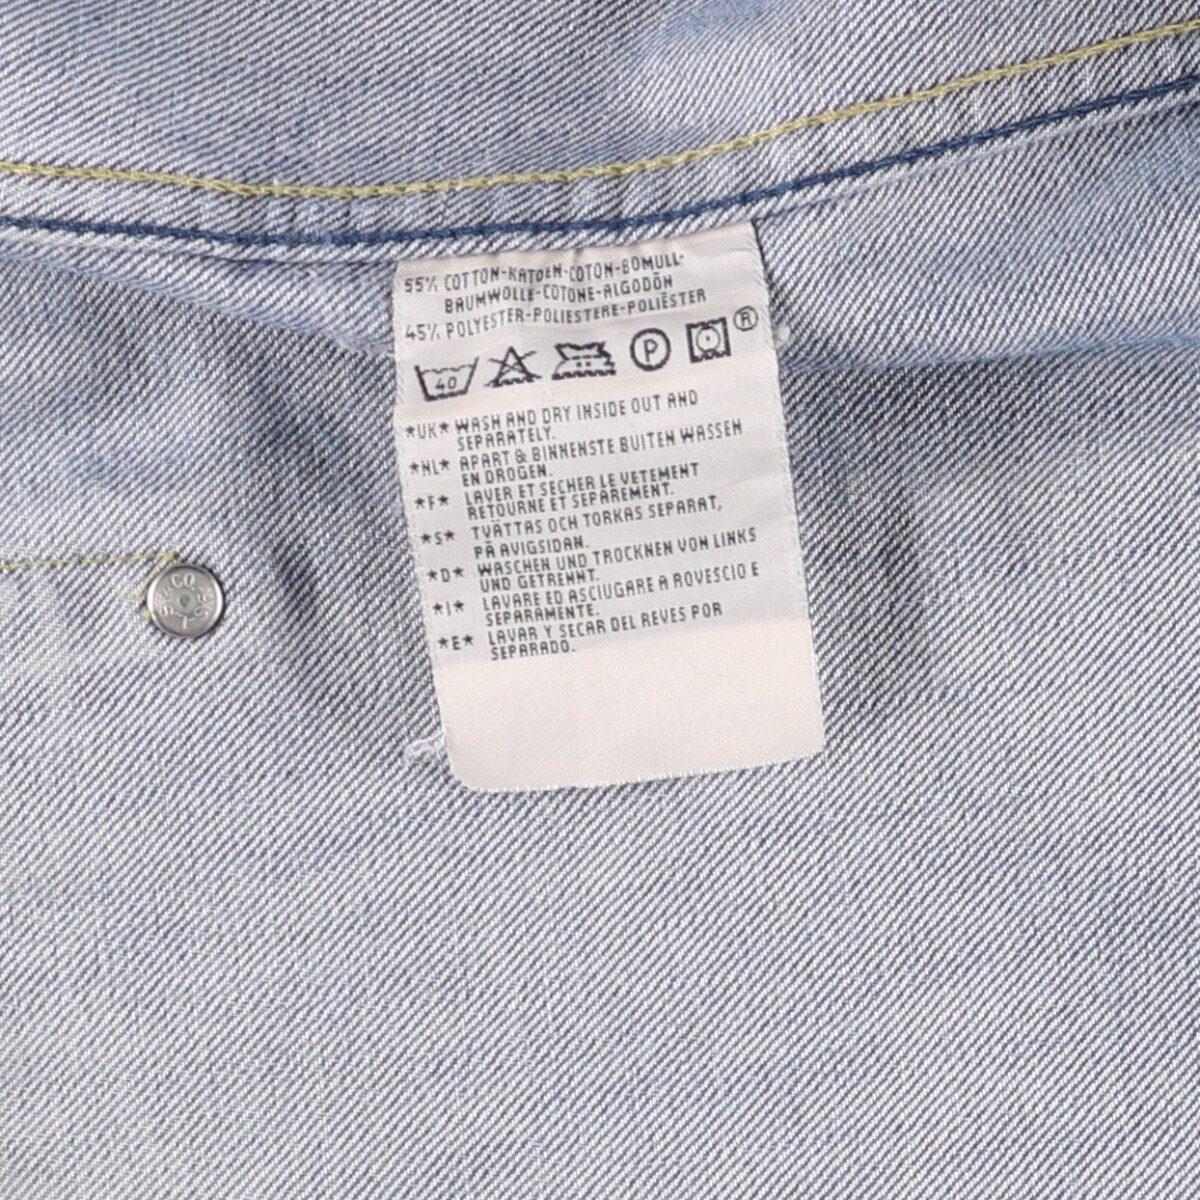 55% COTTON-KATOEN-COTON-BOMULL-
BAUMWOLLE-COTONE-ALGODÓN
45% POLYESTER-POLIESTERE-POLIËSTER
40 P ®
*UK* WASH AND DRY INSIDE OUT AND
SEPARATELY.
*NL* APART & BINNENSTE BUITEN WASSEN
EN DROGEN.
*F* LAVER ET SECHER LE VETEMENT
RETOURNE ET SEPAREMENT.
*S* TVÄTTAS OCH TORKAS SEPARAT,
PÅ AVIGSIDAN.
*D* WASCHEN UND TROCKNEN VON LINKS
UND GETRENNT.
*I* LAVARE ED ASCIUGARE A ROVESCIO E
SEPARAMENTE.
*E* LAVAR Y SECAR DEL REVES POR
SEPARADO.